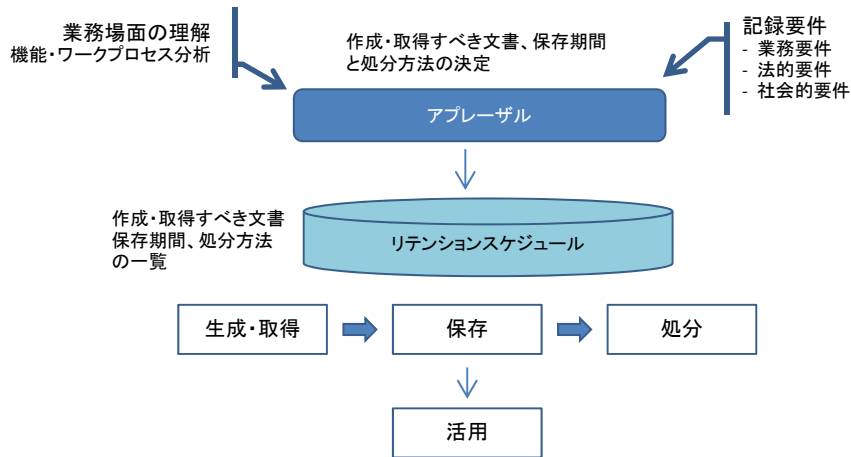 業務場面の理解
機能・ワークプロセス分析
作成・取得すべき文書、保存期間
と処分方法の決定
記録要件
- 業務要件
- 法的要件
- 社会的要件
アプレーザル
作成・取得すべき文書
保存期間、処分方法
の一覧
リテンションスケジュール
生成・取得
保存
処分
活用